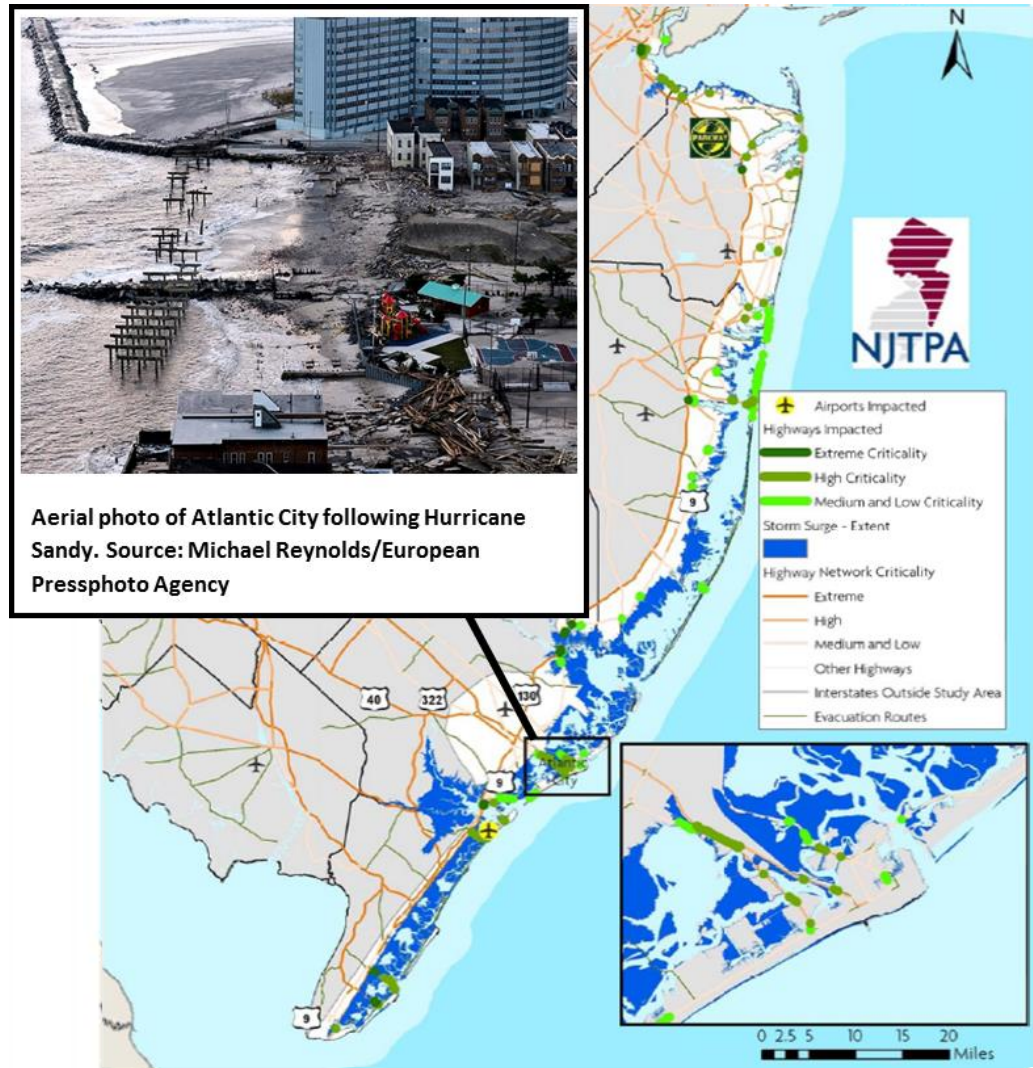 Aerial photo of Atlantic City following Hurricane
Sandy. Source: Michael Reynolds/European
Pressphoto Agency
N
PARKWAY
NJTPA
Airports Impacted
Highways Impacted
Extreme Criticality
High Criticality
Medium and Low Criticality
Storm Surge - Extent
Highway Network Criticality
Extreme
High
Medium and Low
Other Highways
Interstates Outside Study Area
Evacuation Routes
9
40
322
130
Atlantic
City
9
9
0 2.5 5 10 15 20
Miles